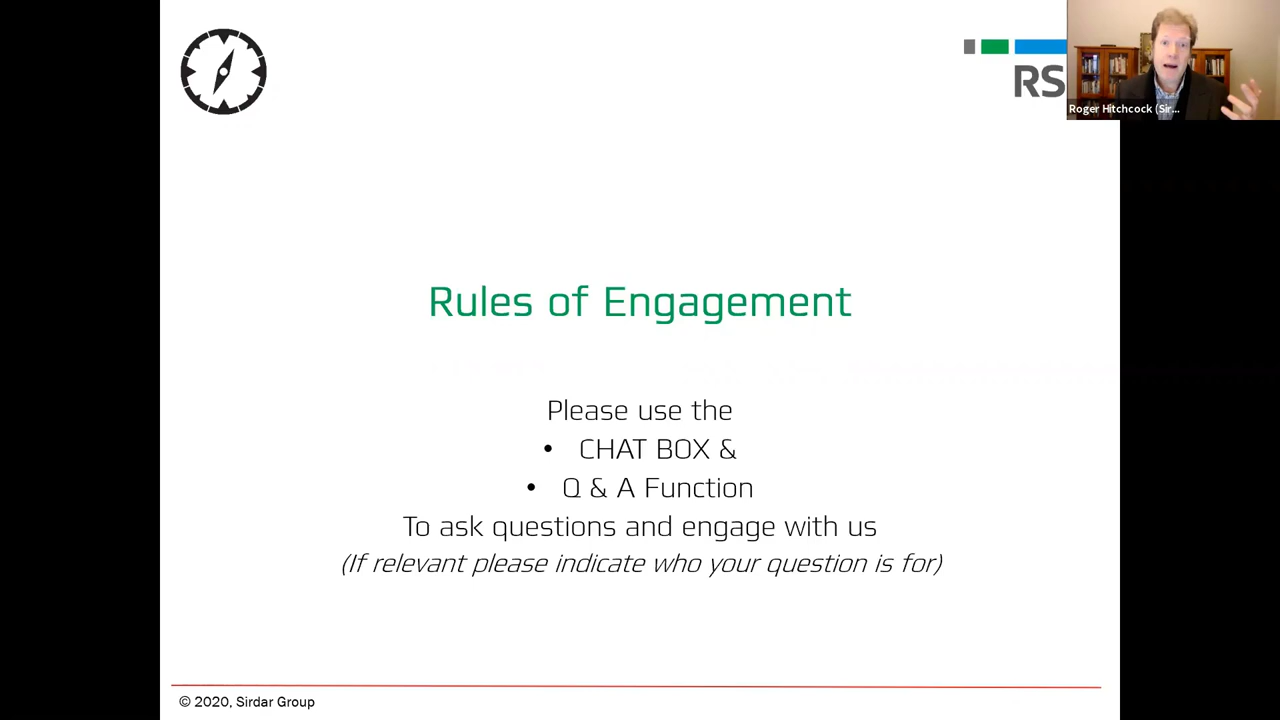 RS
Roger Hitchcock (Sir...
Rules of Engagement
Please use the
• CHAT BOX &
• Q & A Function
To ask questions and engage with us
(If relevant please indicate who your question is for)
© 2020, Sirdar Group